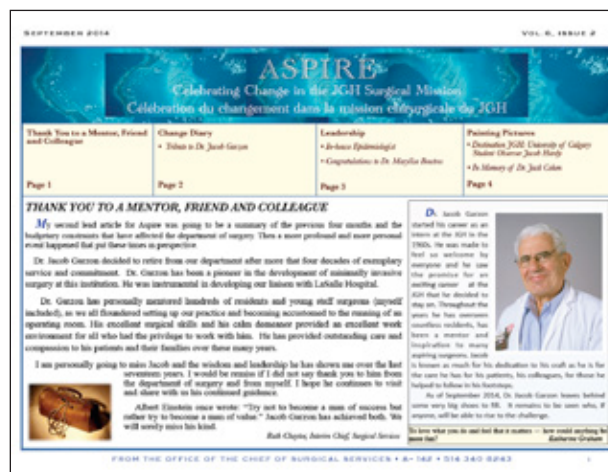 SEPTEMBER 2014
VOL 6, ISSUE 2
ASPIRE
Celebrating Change in the JGH Surgical Mission
Célébration du changement dans la mission chirurgicale du JGH
Thank You to a Mentor, Friend
and Colleague
Page 1
Change Diary
• Tribute to Dr. Jacob Garzon
Page 2
Leadership
• In-house Epidemiologist
• Congratulations to Dr. Marylise Boutros
Page 3
Painting Pictures
• Destination JGH: University of Calgary
Student Observer Jacob Hardy
• In Memory of Dr. Jack Cohen
Page 4
THANK YOU TO A MENTOR, FRIEND AND COLLEAGUE
My second lead article for Aspire was going to be a summary of the previous four months and the
budgetary constraints that have affected the department of surgery. Then a more profound and more personal
event happened that put these times in perspective.
Dr. Jacob Garzon decided to retire from our department after more that four decades of exemplary
service and commitment. Dr. Garzon has been a pioneer in the development of minimally invasive
surgery at this institution. He was instrumental in developing our liaison with LaSalle Hospital.
Dr. Garzon has personally mentored hundreds of residents and young staff surgeons (myself
included), as we all floundered setting up our practice and becoming accustomed to the running of an
operating room. His excellent surgical skills and his calm demeanor provided an excellent work
environment for all who had the privilege to work with him. He has provided outstanding care and
compassion to his patients and their families over these many years.
I am personally going to miss Jacob and the wisdom and leadership he has shown me over the last
seventeen years. I would be remiss if I did not say thank you to him from
the department of surgery and from myself. I hope he continues to visit
and share with us his continued guidance.
Albert Einstein once wrote: "Try not to become a man of success but
rather try to become a man of value." Jacob Garzon has achieved both. We
will sorely miss his kind.
Ruth Chaytor, Interim Chief, Surgical Services
Dr. Jacob Garzon
started his career as an
intern at the JGH in the
1960s. He was made to
feel so welcome by
everyone and he saw
the promise for an
exciting career at the
JGH that he decided to
stay on. Throughout the
years he has overseen
countless residents, has
been a mentor and
inspiration to many
aspiring surgeons. Jacob
is known as much for his dedication to his craft as he is for
the care he has for his patients, his colleagues, for those he
helped to follow in his footsteps.
As of September 2014, Dr. Jacob Garzon leaves behind
some very big shoes to fill. It remains to be seen who, if
anyone, will be able to rise to the challenge.
To love what you do and feel that it matters — how could anything be
more fun?
Katharine Graham
FROM THE OFFICE OF THE CHIEF OF SURGICAL SERVICES • A-142 • 514 340 8243